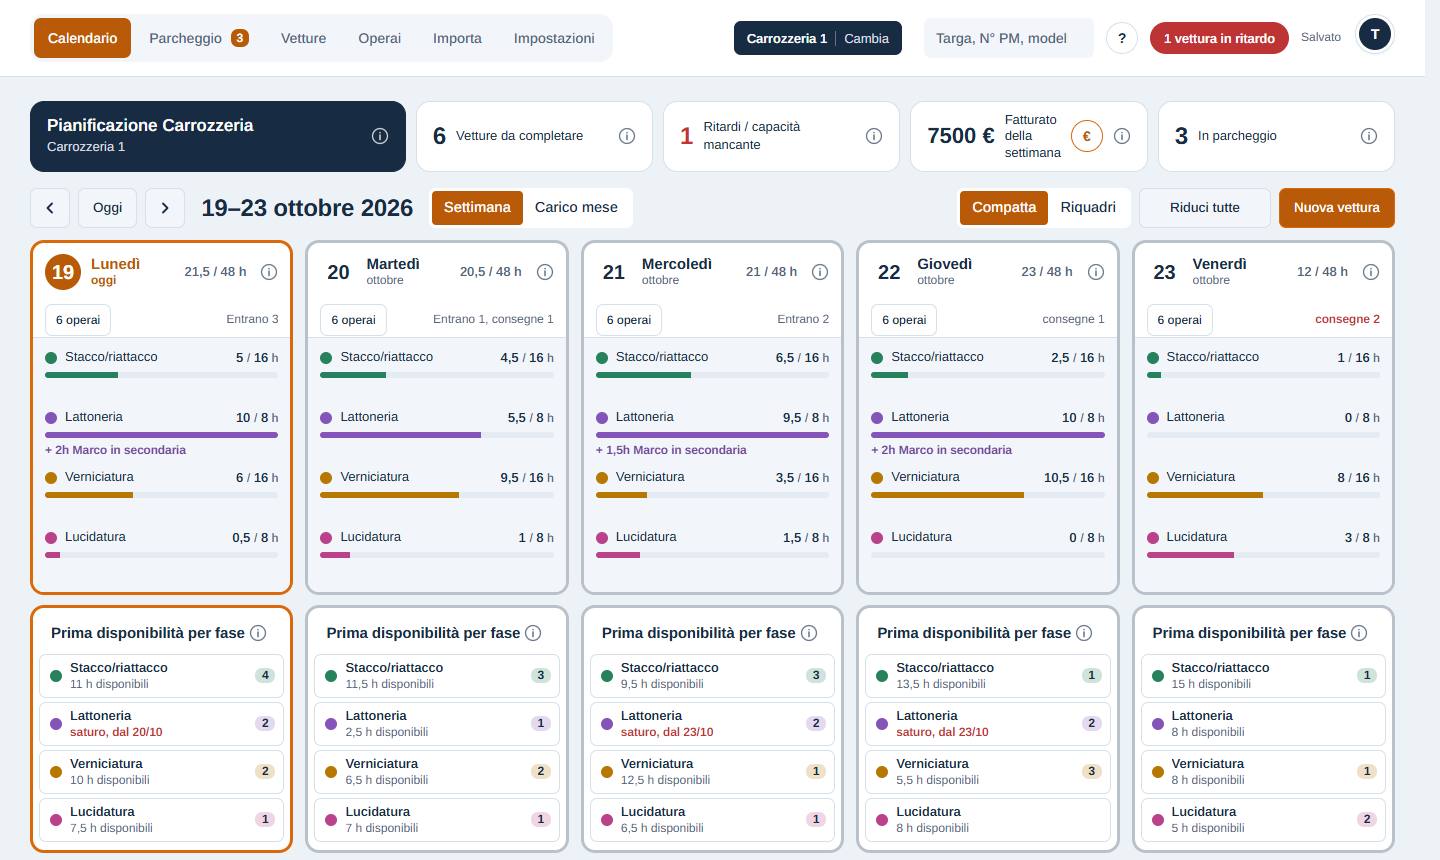 Calendario
Parcheggio 3
Vetture
Operai
Importa
Impostazioni
Carrozzeria 1 | Cambia
Targa, N° PM, model
?
1 vettura in ritardo
Salvato
T
Pianificazione Carrozzeria
Carrozzeria 1
6 Vetture da completare
1 Ritardi / capacità
mancante
7500 € Fatturato
della
settimana
€
3 In parcheggio
Oggi
19–23 ottobre 2026
Settimana
Carico mese
Compatta
Riquadri
Riduci tutte
Nuova vettura
19 Lunedì
oggi
21,5 / 48 h
6 operai
Entrano 3
Stacco/riattacco 5 / 16 h
Lattoneria 10 / 8 h
+ 2h Marco in secondaria
Verniciatura 6 / 16 h
Lucidatura 0,5 / 8 h
20 Martedì
ottobre
20,5 / 48 h
6 operai
Entrano 1, consegne 1
Stacco/riattacco 4,5 / 16 h
Lattoneria 5,5 / 8 h
Verniciatura 9,5 / 16 h
Lucidatura 1 / 8 h
21 Mercoledì
ottobre
21 / 48 h
6 operai
Entrano 2
Stacco/riattacco 6,5 / 16 h
Lattoneria 9,5 / 8 h
+ 1,5h Marco in secondaria
Verniciatura 3,5 / 16 h
Lucidatura 1,5 / 8 h
22 Giovedì
ottobre
23 / 48 h
6 operai
consegne 1
Stacco/riattacco 2,5 / 16 h
Lattoneria 10 / 8 h
+ 2h Marco in secondaria
Verniciatura 10,5 / 16 h
Lucidatura 0 / 8 h
23 Venerdì
ottobre
12 / 48 h
6 operai
consegne 2
Stacco/riattacco 1 / 16 h
Lattoneria 0 / 8 h
Verniciatura 8 / 16 h
Lucidatura 3 / 8 h
Prima disponibilità per fase
Stacco/riattacco 4
11 h disponibili
Lattoneria 2
saturo, dal 20/10
Verniciatura 2
10 h disponibili
Lucidatura 1
7,5 h disponibili
Prima disponibilità per fase
Stacco/riattacco 3
11,5 h disponibili
Lattoneria 1
2,5 h disponibili
Verniciatura 2
6,5 h disponibili
Lucidatura 1
7 h disponibili
Prima disponibilità per fase
Stacco/riattacco 3
9,5 h disponibili
Lattoneria 2
saturo, dal 23/10
Verniciatura 1
12,5 h disponibili
Lucidatura 1
6,5 h disponibili
Prima disponibilità per fase
Stacco/riattacco 1
13,5 h disponibili
Lattoneria 2
saturo, dal 23/10
Verniciatura 3
5,5 h disponibili
Lucidatura
8 h disponibili
Prima disponibilità per fase
Stacco/riattacco 1
15 h disponibili
Lattoneria
8 h disponibili
Verniciatura 1
8 h disponibili
Lucidatura 2
5 h disponibili